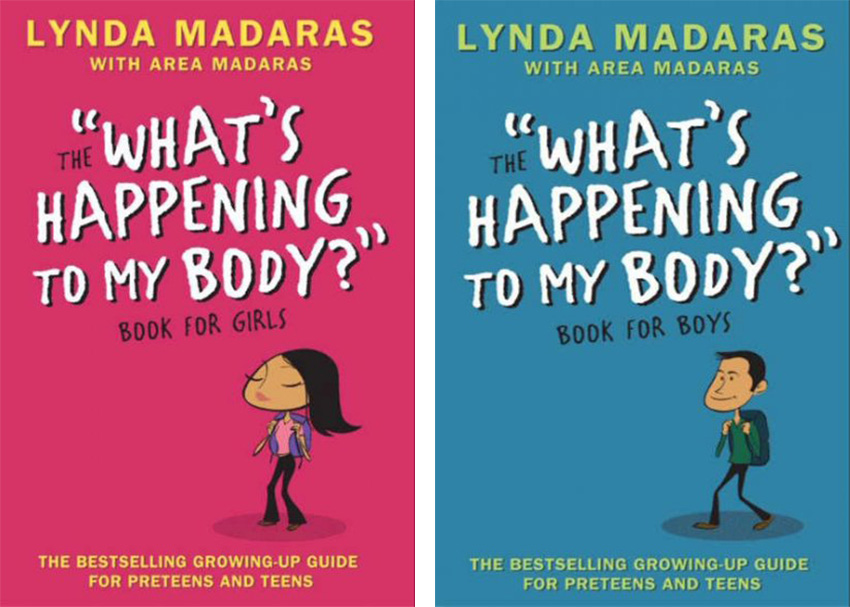 LYNDA MADARAS
WITH AREA MADARAS
THE “WHAT’S
HAPPENING
TO MY BODY?”
BOOK FOR GIRLS
THE BESTSELLING GROWING-UP GUIDE
FOR PRETEENS AND TEENS
LYNDA MADARAS
WITH AREA MADARAS
THE “WHAT’S
HAPPENING
TO MY BODY?”
BOOK FOR BOYS
THE BESTSELLING GROWING-UP GUIDE
FOR PRETEENS AND TEENS